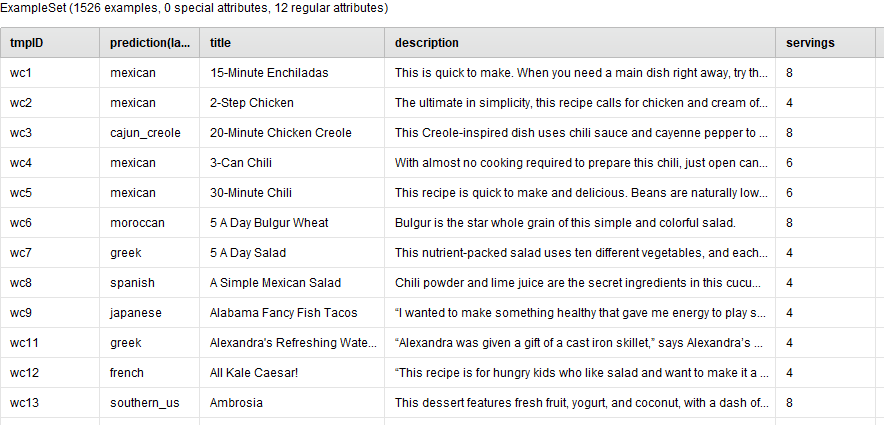 ExampleSet (1526 examples, 0 special attributes, 12 regular attributes)
tmpID prediction(la... title description servings
wc1 mexican 15-Minute Enchiladas This is quick to make. When you need a main dish right away, try th... 8
wc2 mexican 2-Step Chicken The ultimate in simplicity, this recipe calls for chicken and cream of... 4
wc3 cajun_creole 20-Minute Chicken Creole This Creole-inspired dish uses chili sauce and cayenne pepper to ... 8
wc4 mexican 3-Can Chili With almost no cooking required to prepare this chili, just open can... 6
wc5 mexican 30-Minute Chili This recipe is quick to make and delicious. Beans are naturally low... 6
wc6 moroccan 5 A Day Bulgur Wheat Bulgur is the star whole grain of this simple and colorful salad. 8
wc7 greek 5 A Day Salad This nutrient-packed salad uses ten different vegetables, and each... 4
wc8 spanish A Simple Mexican Salad Chili powder and lime juice are the secret ingredients in this cucu... 4
wc9 japanese Alabama Fancy Fish Tacos “I wanted to make something healthy that gave me energy to play s... 4
wc11 greek Alexandra's Refreshing Wate... “Alexandra was given a gift of a cast iron skillet,” says Alexandra’s ... 4
wc12 french All Kale Caesar! “This recipe is for hungry kids who like salad and want to make it a ... 4
wc13 southern_us Ambrosia This dessert features fresh fruit, yogurt, and coconut, with a dash of... 8